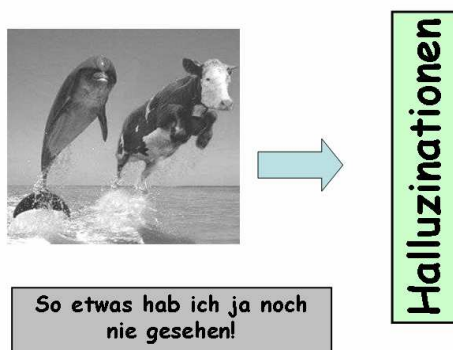 Halluzinationen
So etwas hab ich ja noch
nie gesehen!